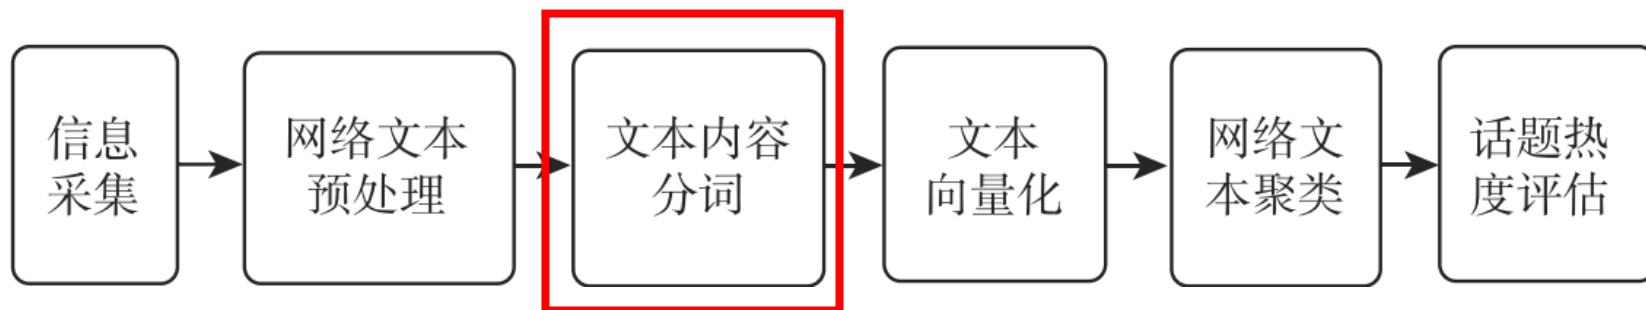 信息
采集
网络文本
预处理
文本内容
分词
文本
向量化
网络文
本聚类
话题热
度评估